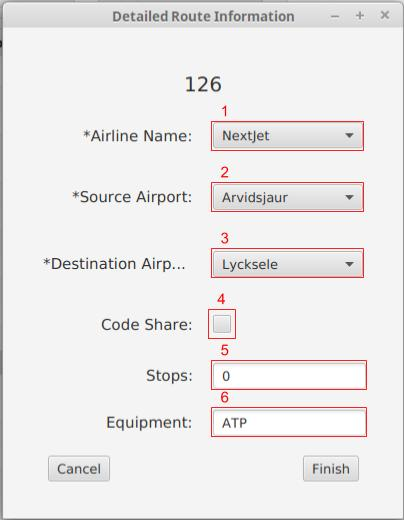 Detailed Route Information
126
1
*Airline Name: NextJet
2
*Source Airport: Arvidsjaur
3
*Destination Airp... Lycksele
4
Code Share:
5
Stops: 0
6
Equipment: ATP
Cancel Finish